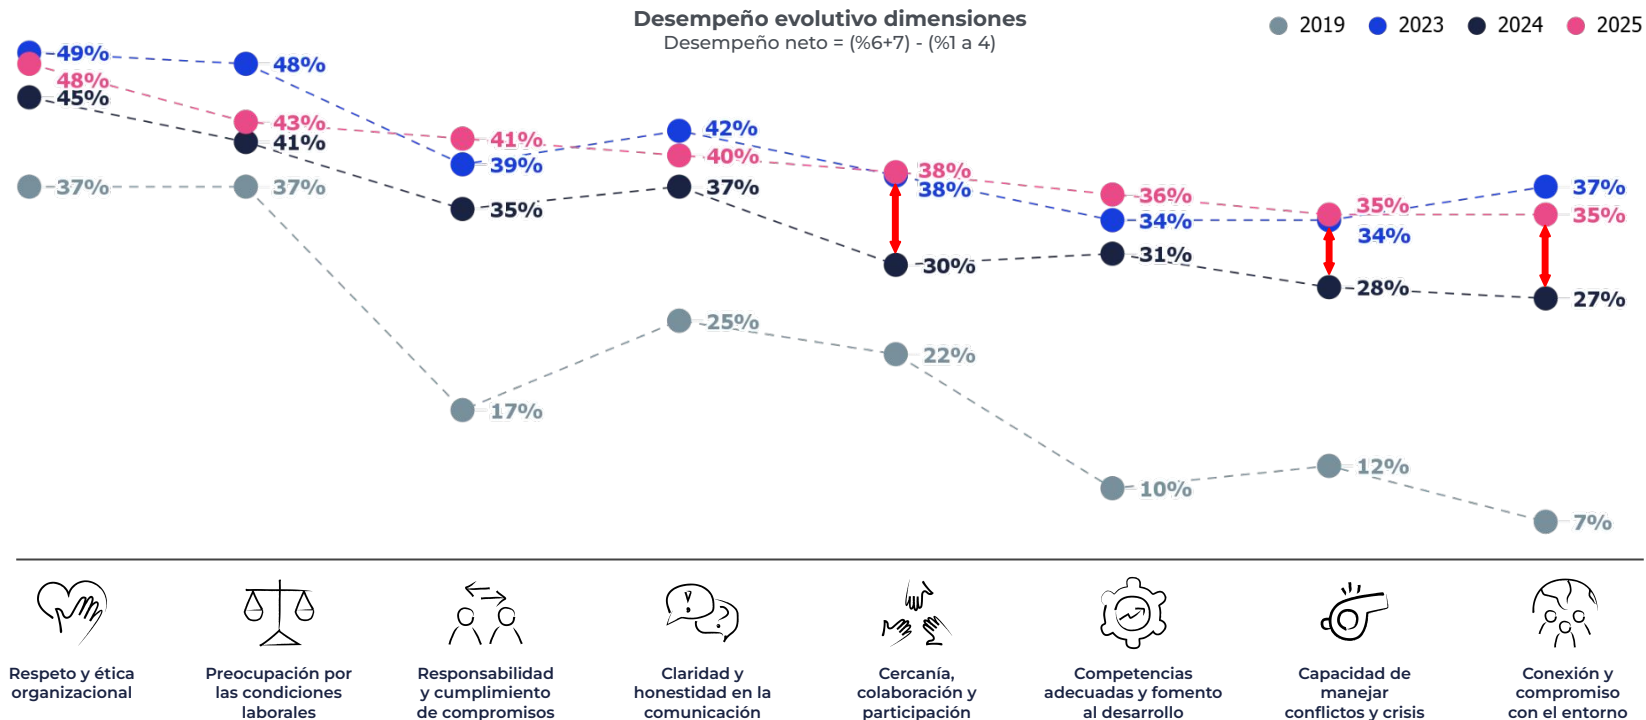 Desempeño evolutivo dimensiones
Desempeño neto = (%6+7) - (%1 a 4)
2019
2023
2024
2025
49%
48%
45%
37%
48%
43%
41%
37%
41%
39%
35%
17%
42%
40%
37%
25%
38%
38%
30%
22%
36%
34%
31%
10%
35%
34%
28%
12%
37%
35%
27%
7%
Respeto y ética
organizacional
Preocupación por
las condiciones
laborales
Responsabilidad
y cumplimiento
de compromisos
Claridad y
honestidad en la
comunicación
Cercanía,
colaboración y
participación
Competencias
adecuadas y fomento
al desarrollo
Capacidad de
manejar
conflictos y crisis
Conexión y
compromiso
con el entorno